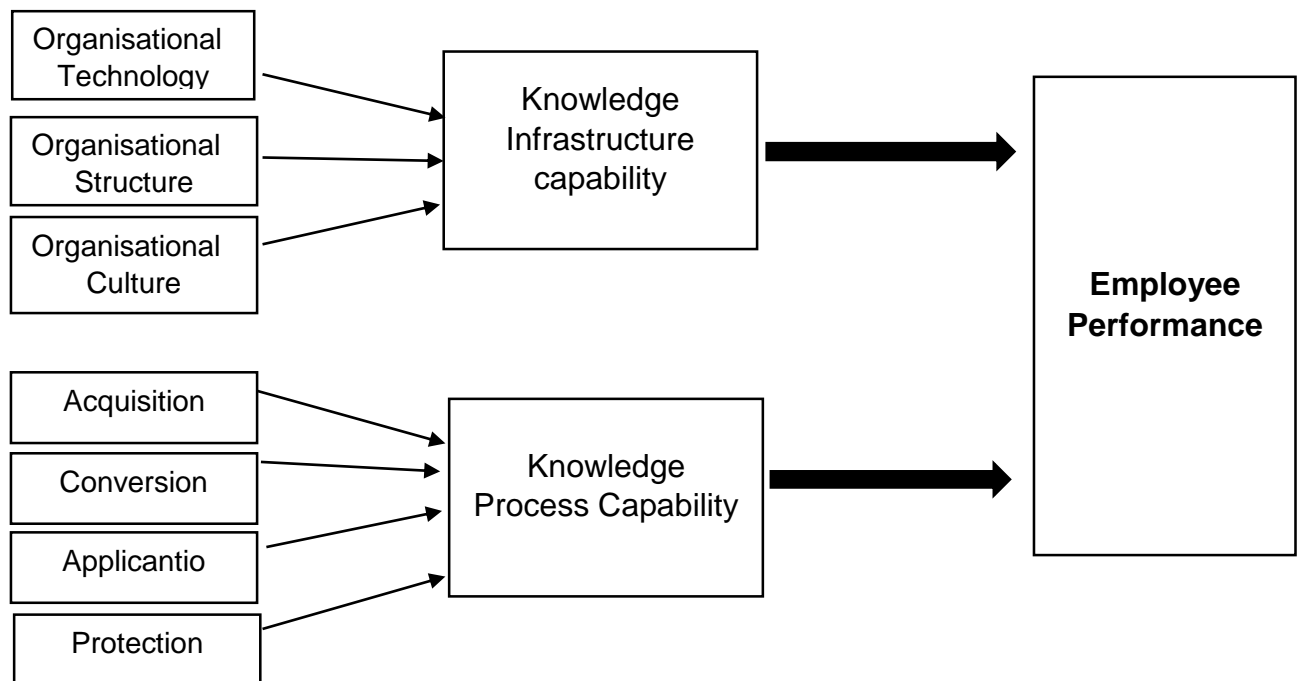 Organisational
Technology
Organisational
Structure
Organisational
Culture
Knowledge
Infrastructure
capability
Employee
Performance
Acquisition
Conversion
Applicantio
Protection
Knowledge
Process Capability